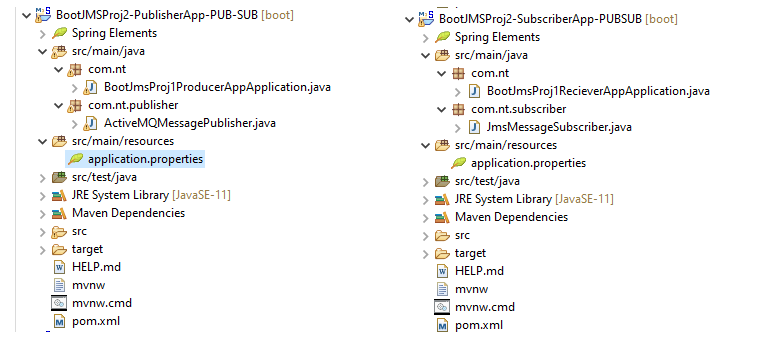 BootJMSProj2-PublisherApp-PUB-SUB [boot]
Spring Elements
src/main/java
com.nt
BootJmsProj1ProducerAppApplication.java
com.nt.publisher
ActiveMQMessagePublisher.java
src/main/resources
application.properties
src/test/java
JRE System Library [JavaSE-11]
Maven Dependencies
src
target
HELP.md
mvnw
mvnw.cmd
pom.xml
BootJMSProj2-SubscriberApp-PUBSUB [boot]
Spring Elements
src/main/java
com.nt
BootJmsProj1RecieverAppApplication.java
com.nt.subscriber
JmsMessageSubscriber.java
src/main/resources
application.properties
src/test/java
JRE System Library [JavaSE-11]
Maven Dependencies
src
target
HELP.md
mvnw
mvnw.cmd
pom.xml